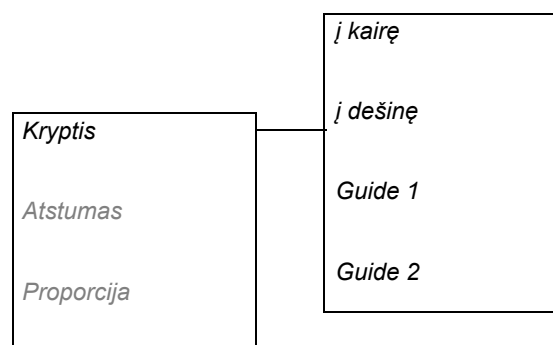 Kryptis
Atstumas
Proporcija
į kairę
į dešinę
Guide 1
Guide 2